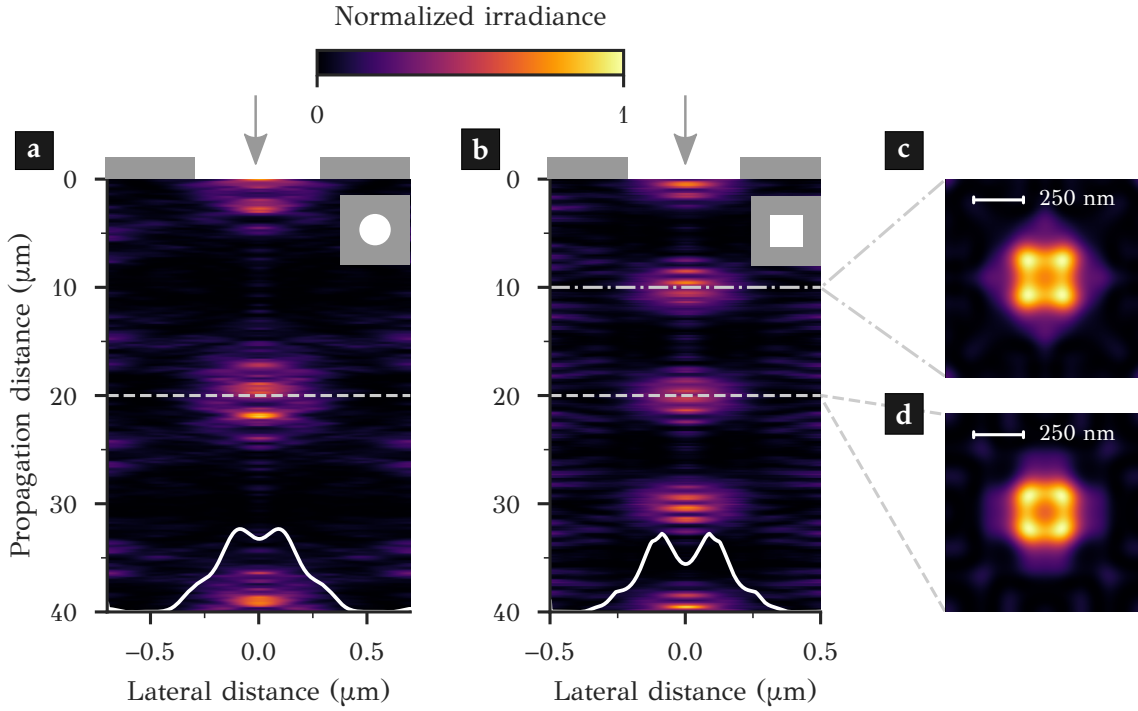 Normalized irradiance
0 1
a
b
c
d
Propagation distance (μm)
0
10
20
30
40
−0.5 0.0 0.5
Lateral distance (μm)
0
10
20
30
40
−0.5 0.0 0.5
Lateral distance (μm)
250 nm
250 nm